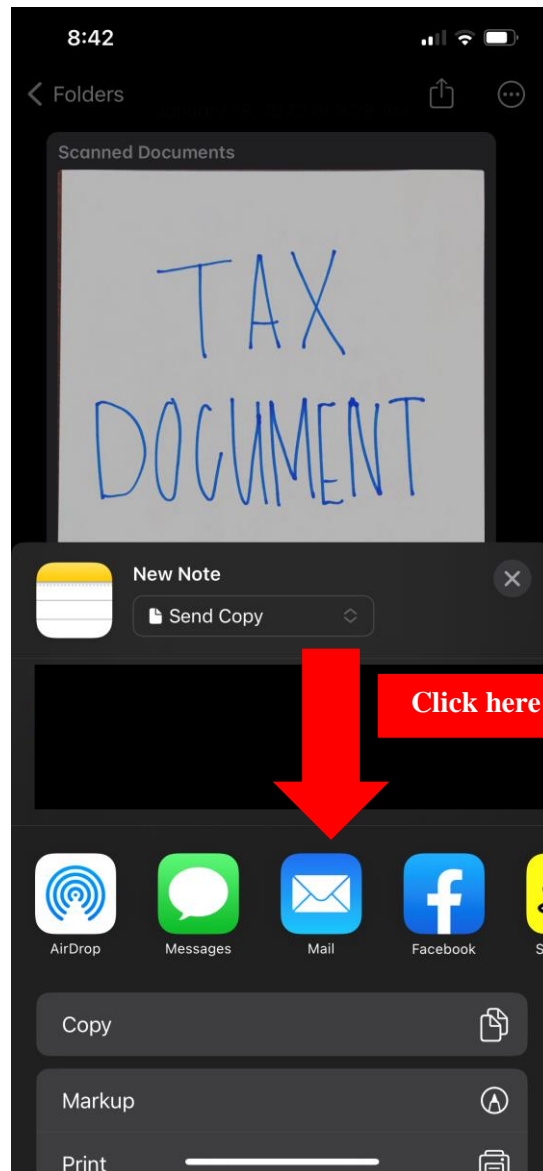 8:42
Folders
Scanned Documents
TAX
DOCUMENT
New Note
Send Copy
Click here
AirDrop
Messages
Mail
Facebook
S
Copy
Markup
Print